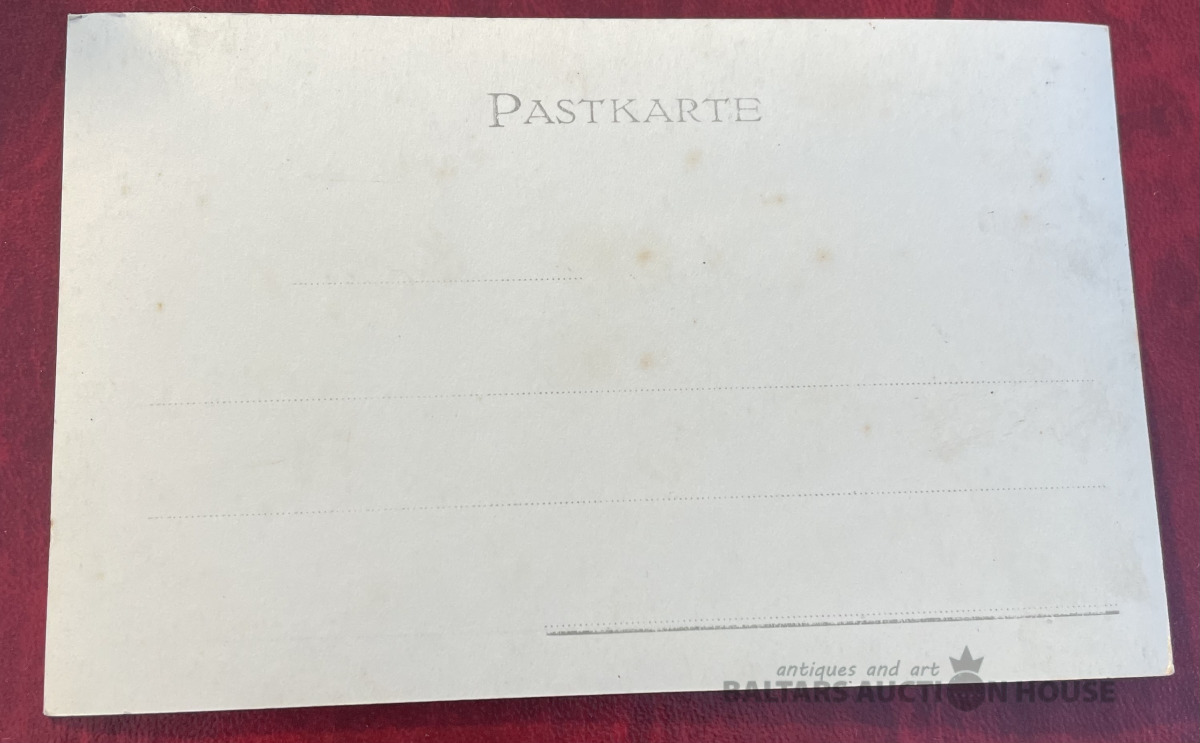 PASTKARTE
antiques and art
BALTARS AUCTION HOUSE